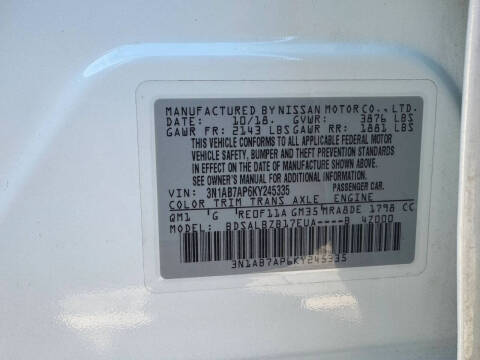 MANUFACTURED BY NISSAN MOTOR CO., LTD.
DATE: 10/18. GVWR: 3876 LBS
GAWR FR: 2143 LBS GAWR RR: 1881 LBS
THIS VEHICLE CONFORMS TO ALL APPLICABLE FEDERAL MOTOR
VEHICLE SAFETY, BUMPER AND THEFT PREVENTION STANDARDS
IN EFFECT ON THE DATE OF MANUFACTURE SHOWN ABOVE.
SEE OWNER'S MANUAL FOR ADDITIONAL INFORMATION.
VIN: 3N1AB7AP6KY245335 PASSENGER CAR.
COLOR TRIM TRANS AXLE ENGINE
QM1 G RE0F11A GM35 MRA8DE 1798 CC
MODEL: BDSALBZB17EUA----B 47000
3N1AB7AP6KY245335